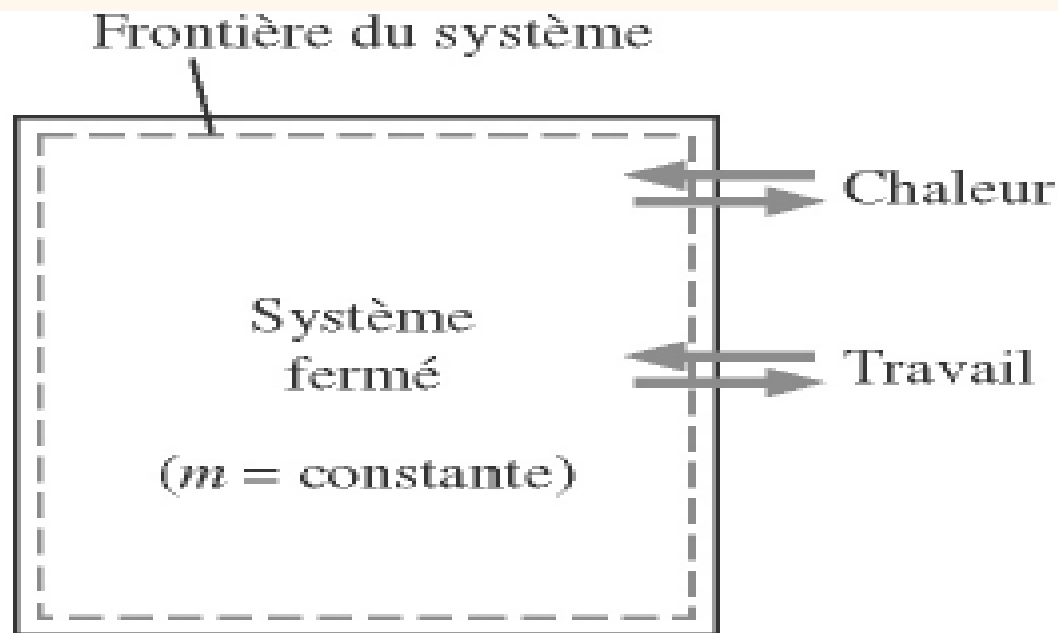 Frontière du système
Chaleur
Système
fermé
Travail
(m = constante)